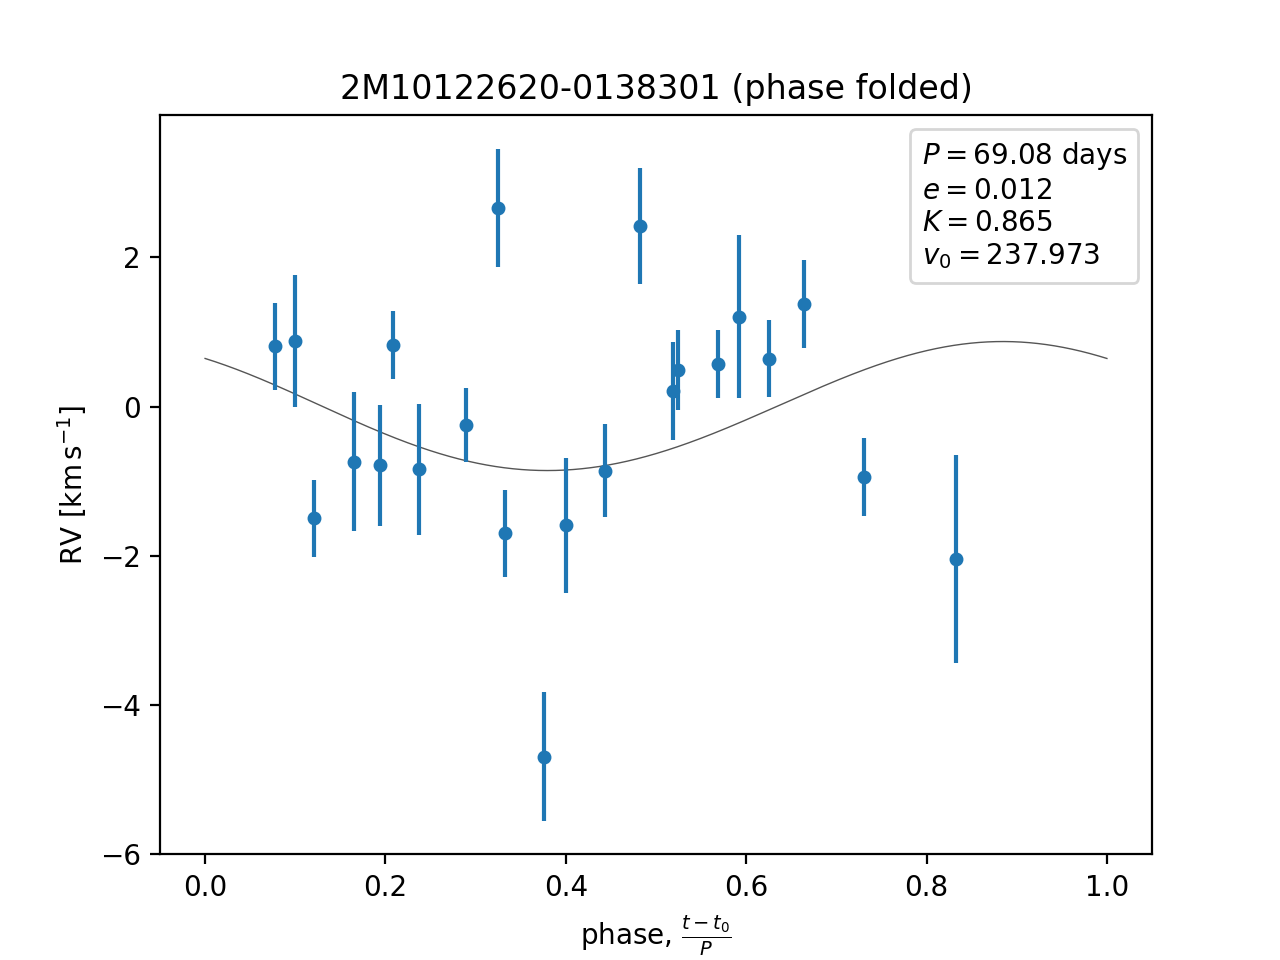 2M10122620-0138301 (phase folded)
P = 69.08 days
e = 0.012
K = 0.865
v₀ = 237.973
2
0
−2
−4
−6
RV [km s⁻¹]
0.0 0.2 0.4 0.6 0.8 1.0
phase, (t − t₀)/P